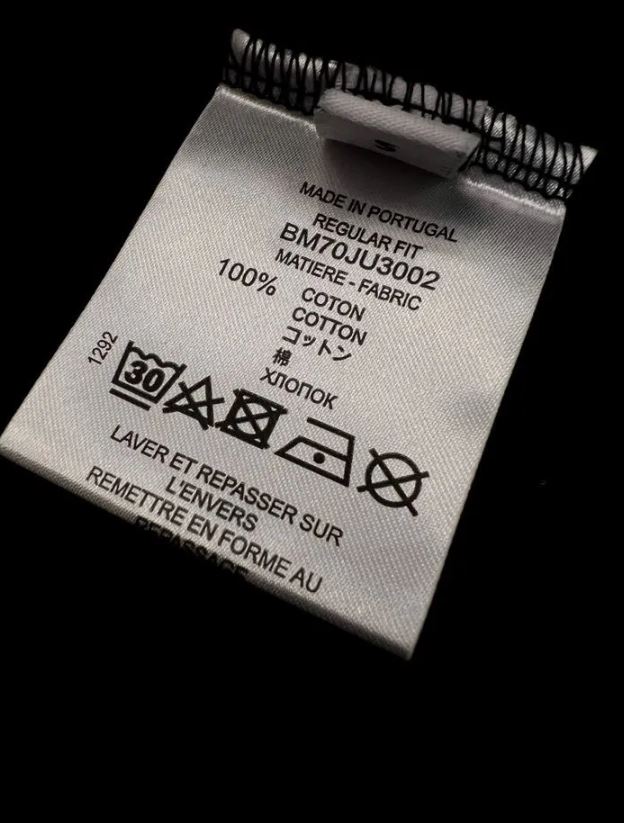 S
MADE IN PORTUGAL
REGULAR FIT
BM70JU3002
MATIERE - FABRIC
100% COTON
COTTON
コットン
棉
ХЛОПОК
1292
30
LAVER ET REPASSER SUR
L'ENVERS
REMETTRE EN FORME AU
REPASSAGE